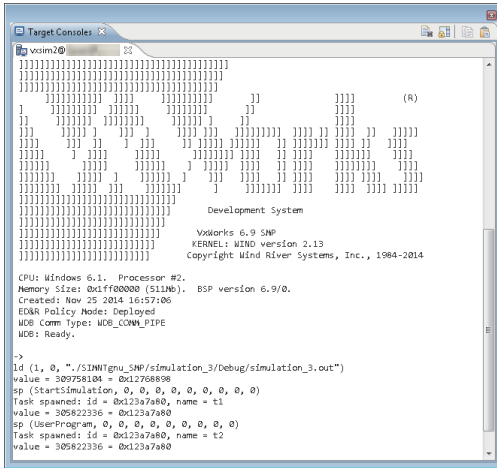 Target Consoles
vxsim2@
]]]]]]]]]]]]]]]]]]]]]]]]]]]]]]]]]]]]]]]]
]]]]]]]]]]]]]]]]]]]]]]]]]]]]]]]]]]]]]]]
]]]]]]]]]]]]]]]]]]]]]]]]]]]]]]]]]]]]]]
]]]]]]]]]]] ]]]] ]]]]]]]]]] ]] ]]]] (R)
] ]]]]]]]]] ]]]]]] ]]]]]]]] ]] ]]]]
]] ]]]]]]] ]]]]]]]] ]]]]]] ] ]] ]]]]
]]] ]]]]] ] ]]] ] ]]]] ]]] ]]]]]]]]] ]]]] ]] ]]]] ]] ]]]]]
]]]] ]]] ]] ] ]]] ]] ]]]]] ]]]]]] ]] ]]]]]]] ]]]] ]] ]]]]
]]]]] ] ]]]] ]]]]] ]]]]]]]] ]]]] ]] ]]]] ]]]]]]] ]]]]
]]]]]] ]]]]] ]]]]]] ] ]]]]] ]]]] ]] ]]]] ]]]]]]]] ]]]]
]]]]]]] ]]]]] ] ]]]]]] ] ]]] ]]]] ]] ]]]] ]]]] ]]]] ]]]]
]]]]]]]] ]]]]] ]]] ]]]]]]] ] ]]]]]]] ]]]] ]]]] ]]]] ]]]]]
]]]]]]]]]]]]]]]]]]]]]]]]]]]]]
]]]]]]]]]]]]]]]]]]]]]]]]]]]]] Development System
]]]]]]]]]]]]]]]]]]]]]]]]]]]]
]]]]]]]]]]]]]]]]]]]]]]]]]]] VxWorks 6.9 SMP
]]]]]]]]]]]]]]]]]]]]]]]]]] KERNEL: WIND version 2.13
]]]]]]]]]]]]]]]]]]]]]]]]] Copyright Wind River Systems, Inc., 1984-2014
CPU: Windows 6.1. Processor #2.
Memory Size: 0x1ff00000 (511Mb). BSP version 6.9/0.
Created: Nov 25 2014 16:57:06
ED&R Policy Mode: Deployed
WDB Comm Type: WDB_COMM_PIPE
WDB: Ready.
->
ld (1, 0, "./SIMNTgnu_SMP/simulation_3/Debug/simulation_3.out")
value = 309758104 = 0x12768898
sp (StartSimulation, 0, 0, 0, 0, 0, 0, 0, 0, 0)
Task spawned: id = 0x123a7a80, name = t1
value = 305822336 = 0x123a7a80
sp (UserProgram, 0, 0, 0, 0, 0, 0, 0, 0, 0)
Task spawned: id = 0x123a7a80, name = t2
value = 305822336 = 0x123a7a80